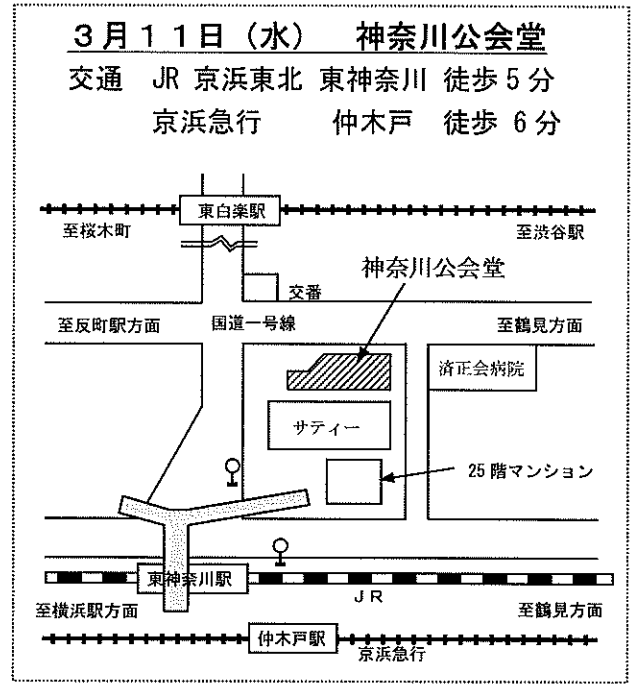 ３月１１日（水）　神奈川公会堂
交通　JR 京浜東北　東神奈川　徒歩５分
京浜急行　仲木戸　徒歩 ６分
東白楽駅
至桜木町
至渋谷駅
神奈川公会堂
交番
至反町駅方面
国道一号線
至鶴見方面
済正会病院
サティー
25 階マンション
東神奈川駅
ＪＲ
至横浜駅方面
至鶴見方面
仲木戸駅
京浜急行